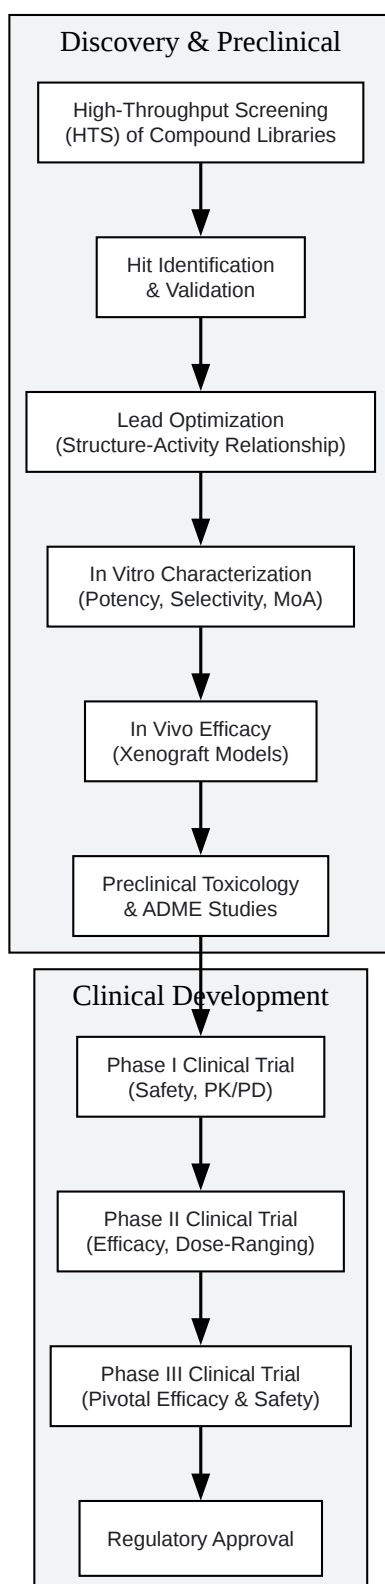 Discovery & Preclinical
High-Throughput Screening
(HTS) of Compound Libraries
Hit Identification
& Validation
Lead Optimization
(Structure-Activity Relationship)
In Vitro Characterization
(Potency, Selectivity, MoA)
In Vivo Efficacy
(Xenograft Models)
Preclinical Toxicology
& ADME Studies
Clinical Development
Phase I Clinical Trial
(Safety, PK/PD)
Phase II Clinical Trial
(Efficacy, Dose-Ranging)
Phase III Clinical Trial
(Pivotal Efficacy & Safety)
Regulatory Approval